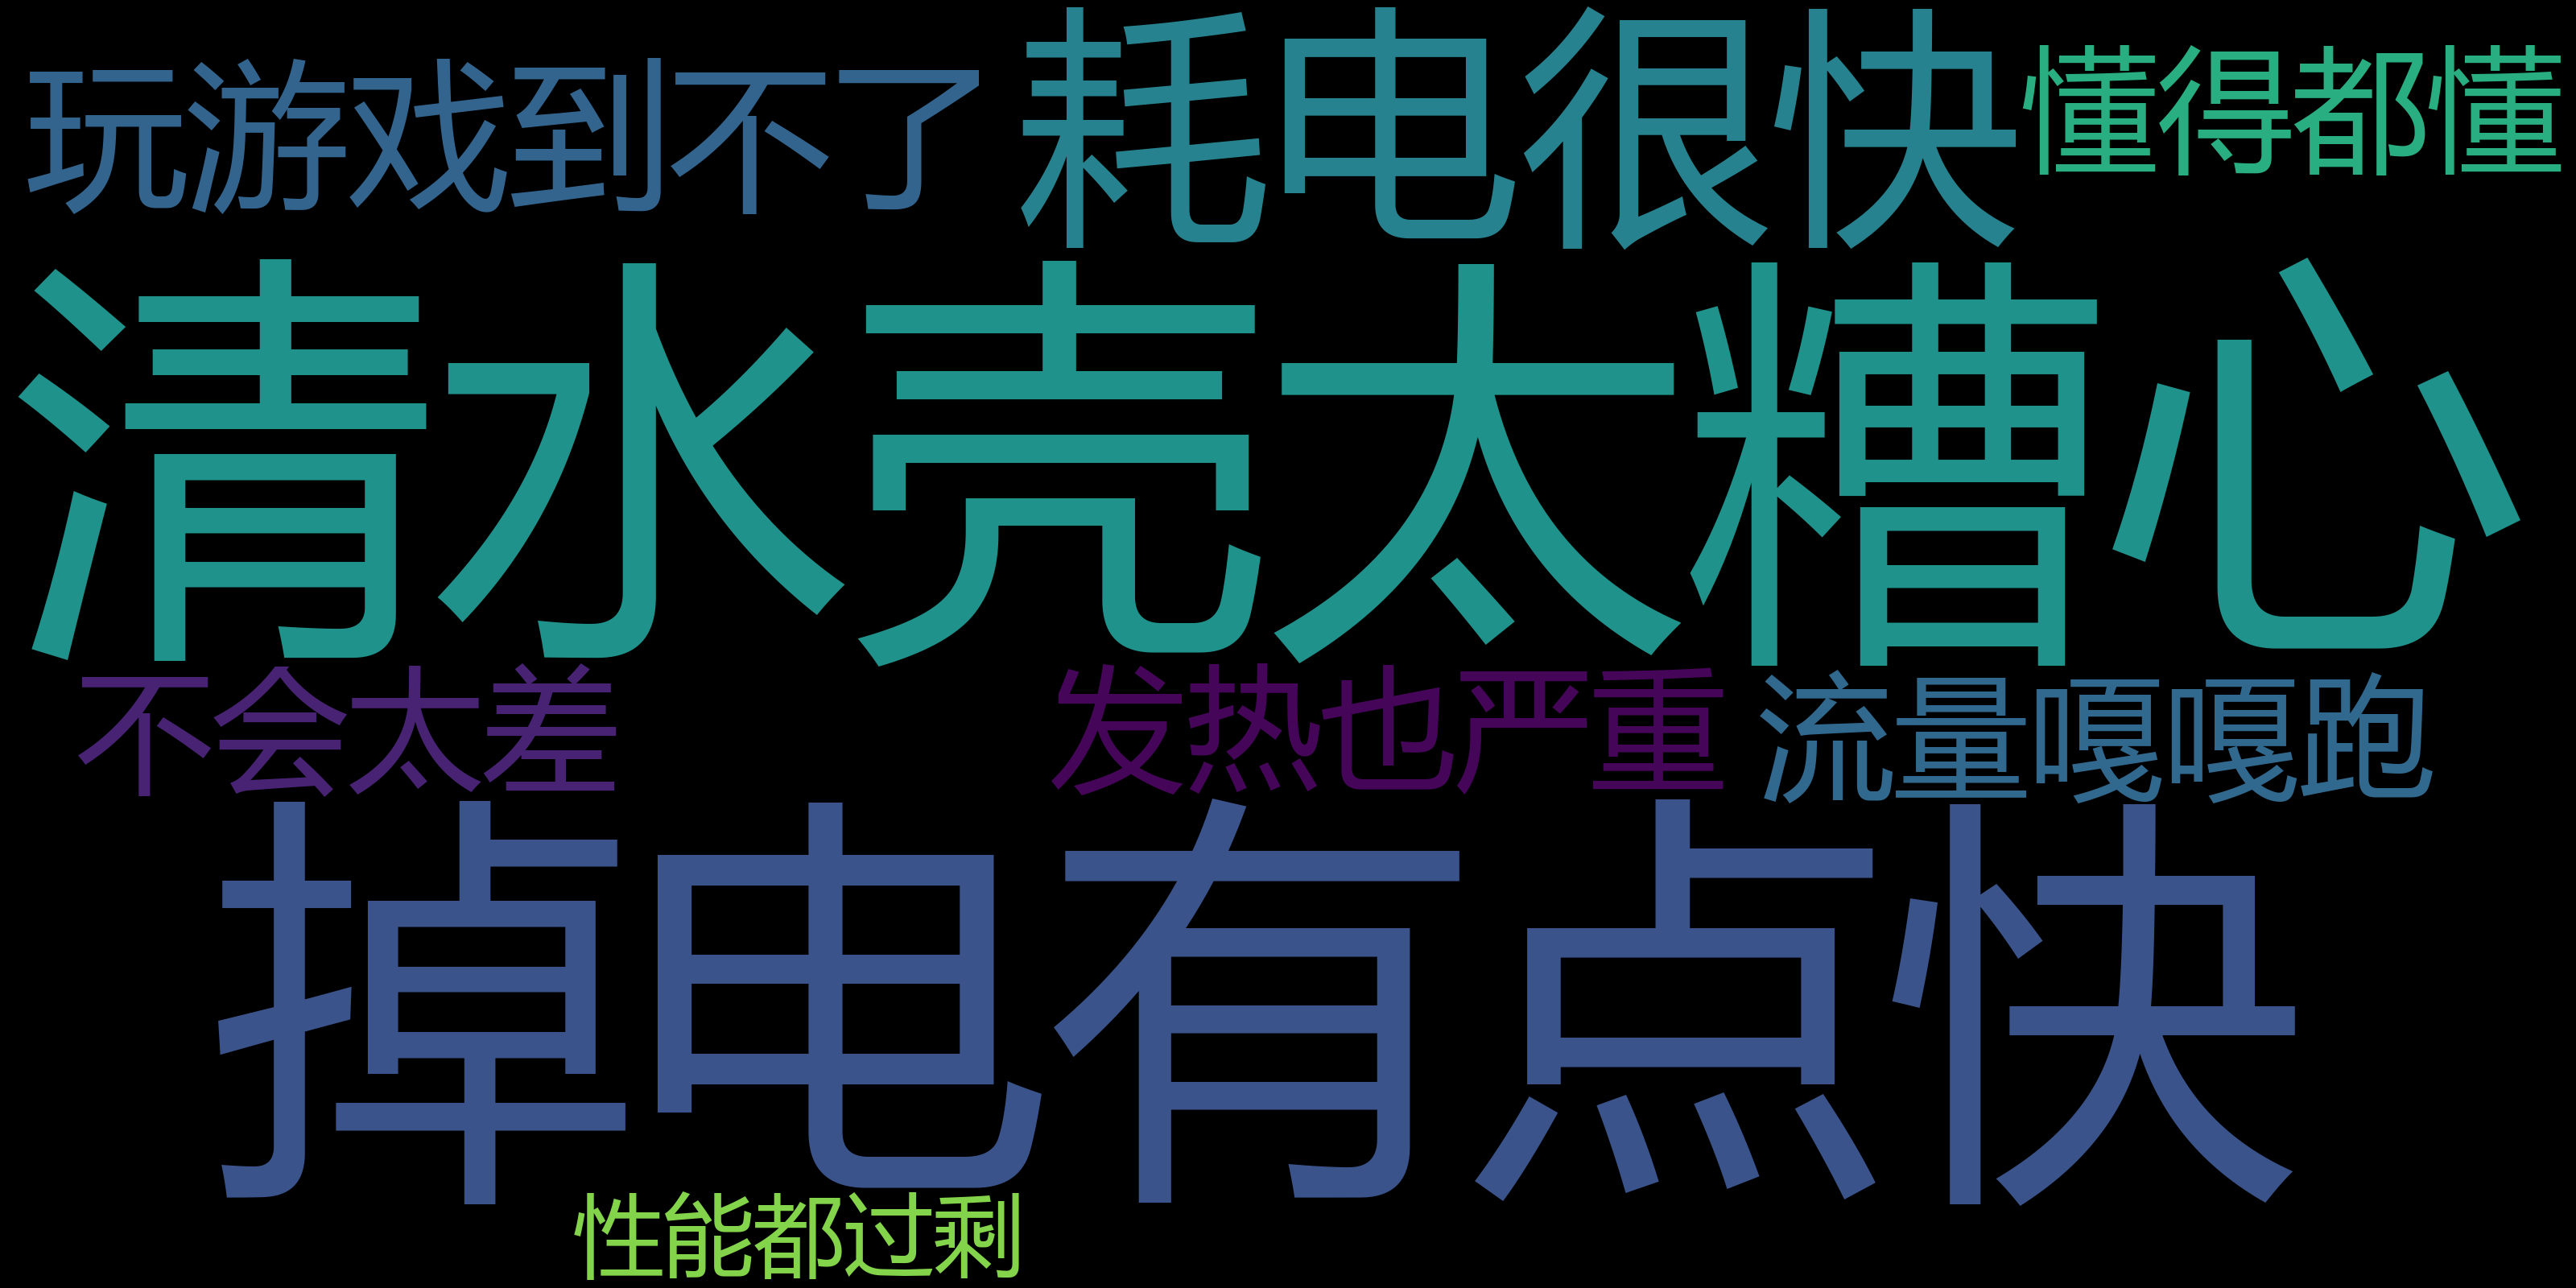 玩游戏到不了
耗电很快
懂得都懂
清水壳太糟心
不会太差
发热也严重
流量嘎嘎跑
掉电有点快
性能都过剩